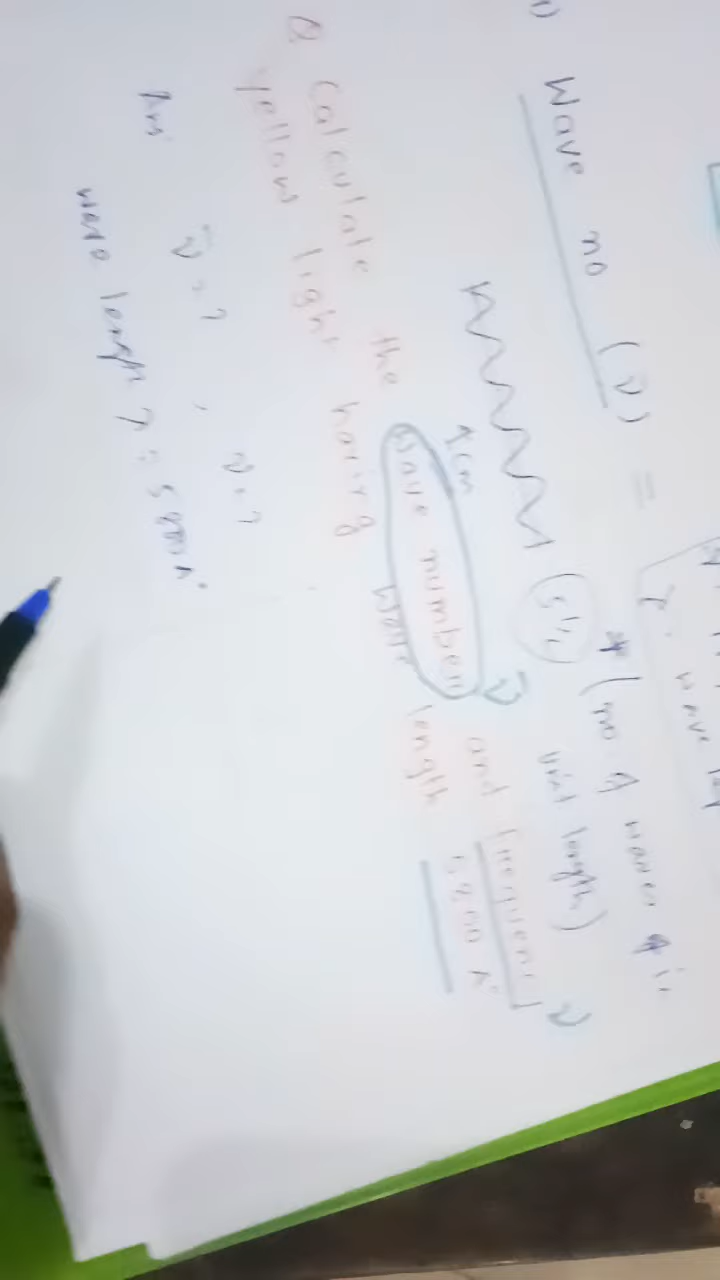 1) Wave no (ν̄) =
* (no of waves in
unit length)
1cm
Q Calculate the wave number ν̄ and frequency ν
yellow light having wave length 5800 A°
Ans ν̄ = ? , ν = ?
wave length λ = 5800 A°